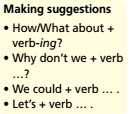 Making suggestions
• How/What about +
verb-ing?
• Why don't we + verb
...?
• We could + verb ... .
• Let's + verb ... .